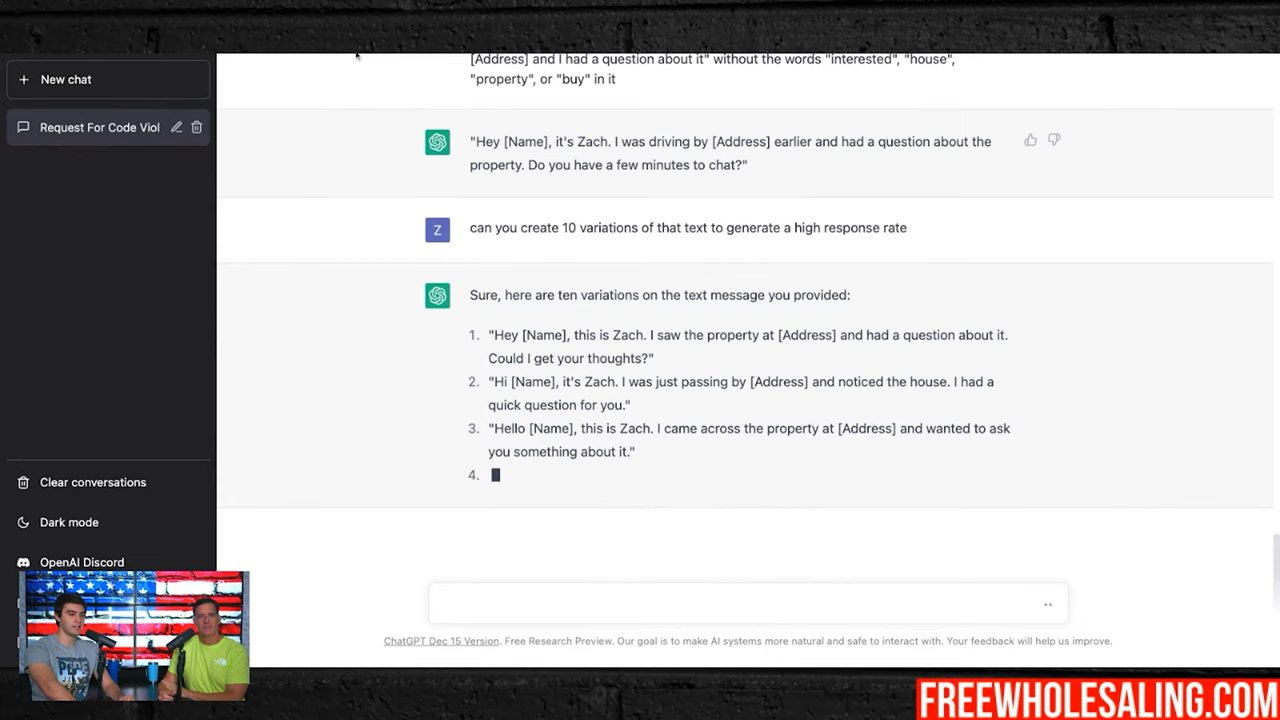 [Address] and I had a question about it" without the words "interested", "house",
"property", or "buy" in it
New chat
Request For Code Viol
"Hey [Name], it's Zach. I was driving by [Address] earlier and had a question about the
property. Do you have a few minutes to chat?"
Z
can you create 10 variations of that text to generate a high response rate
Sure, here are ten variations on the text message you provided:
1. "Hey [Name], this is Zach. I saw the property at [Address] and had a question about it.
Could I get your thoughts?"
2. "Hi [Name], it's Zach. I was just passing by [Address] and noticed the house. I had a
quick question for you."
3. "Hello [Name], this is Zach. I came across the property at [Address] and wanted to ask
you something about it."
4.
Clear conversations
Dark mode
OpenAI Discord
ChatGPT Dec 15 Version. Free Research Preview. Our goal is to make AI systems more natural and safe to interact with. Your feedback will help us improve.
FREEWHOLESALING.COM